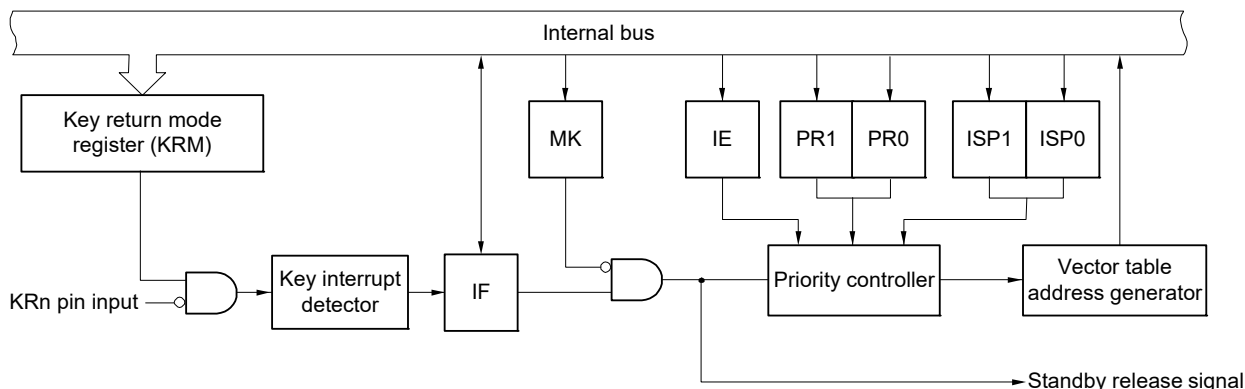 Internal bus
Key return mode
register (KRM)
MK
IE
PR1
PR0
ISP1
ISP0
KRn pin input
Key interrupt
detector
IF
Priority controller
Vector table
address generator
Standby release signal